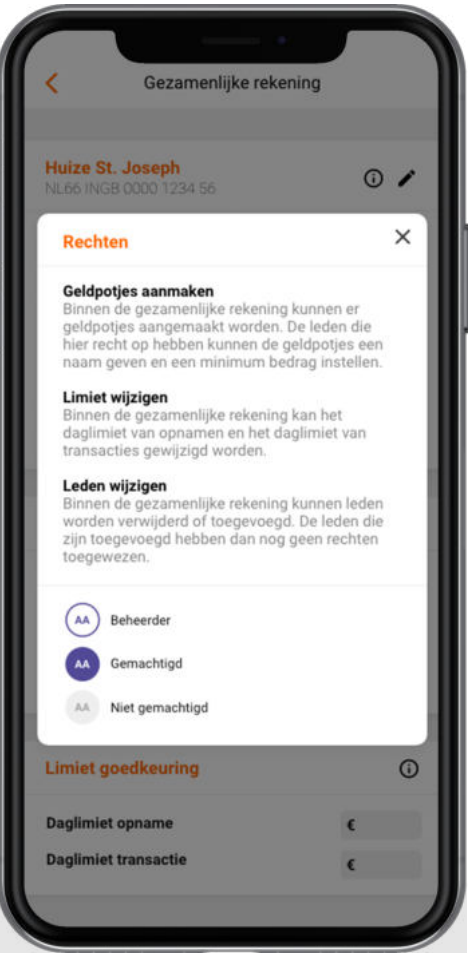 Gezamenlijke rekening
Huize St. Joseph
NL66 INGB 0000 1234 56
Rechten
Geldpotjes aanmaken
Binnen de gezamenlijke rekening kunnen er
geldpotjes aangemaakt worden. De leden die
hier recht op hebben kunnen de geldpotjes een
naam geven en een minimum bedrag instellen.
Limiet wijzigen
Binnen de gezamenlijke rekening kan het
daglimiet van opnamen en het daglimiet van
transacties gewijzigd worden.
Leden wijzigen
Binnen de gezamenlijke rekening kunnen leden
worden verwijderd of toegevoegd. De leden die
zijn toegevoegd hebben dan nog geen rechten
toegewezen.
AA Beheerder
AA Gemachtigd
AA Niet gemachtigd
Limiet goedkeuring
Daglimiet opname €
Daglimiet transactie €